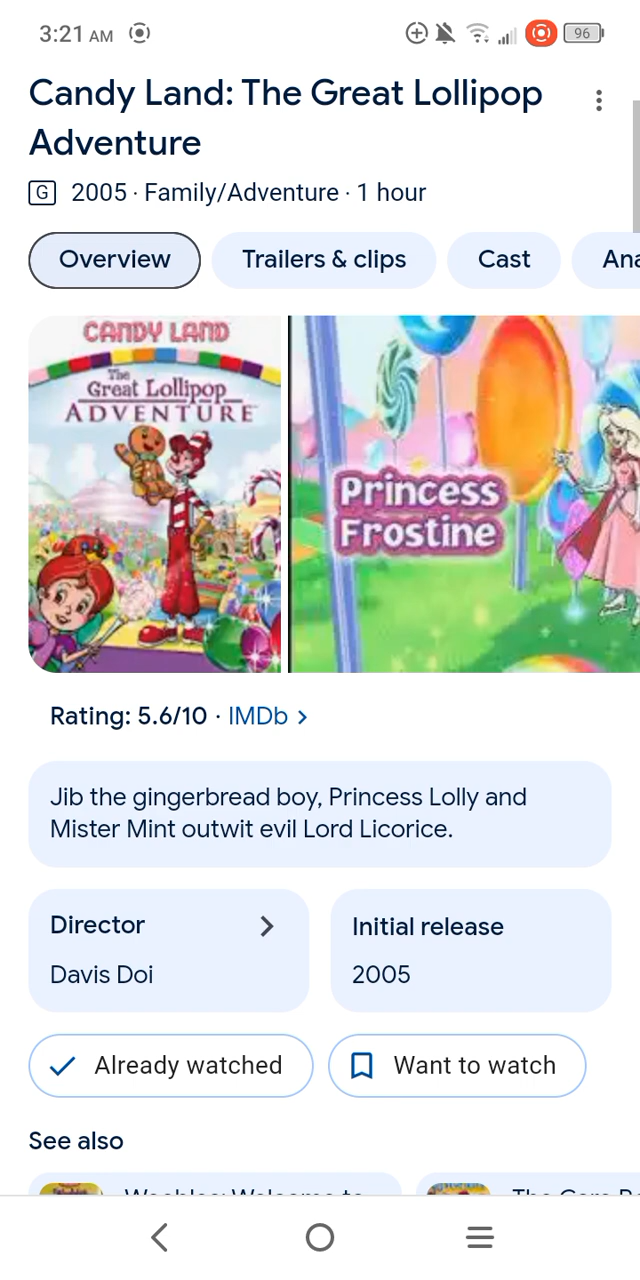 3:21 AM
96
Candy Land: The Great Lollipop
Adventure
G 2005 · Family/Adventure · 1 hour
Overview
Trailers & clips
Cast
Ana
CANDY LAND
The
Great Lollipop
ADVENTURE
Princess
Frostine
Rating: 5.6/10 · IMDb >
Jib the gingerbread boy, Princess Lolly and
Mister Mint outwit evil Lord Licorice.
Director
Davis Doi
Initial release
2005
Already watched
Want to watch
See also